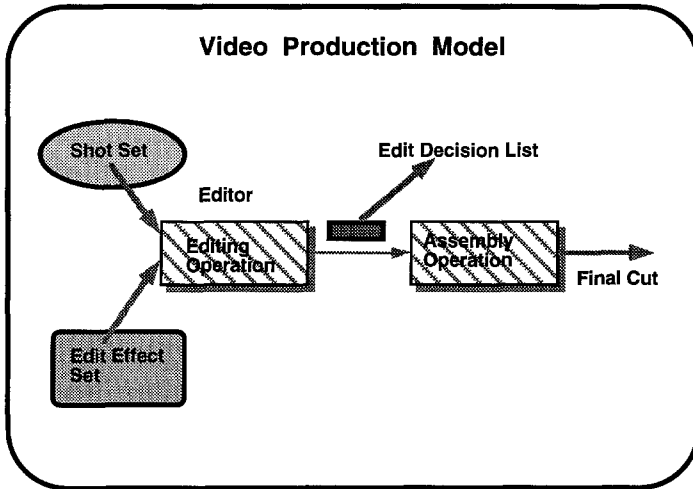 Video Production Model
Shot Set
Edit Decision List
Editor
Editing
Operation
Assembly
Operation
Final Cut
Edit Effect
Set